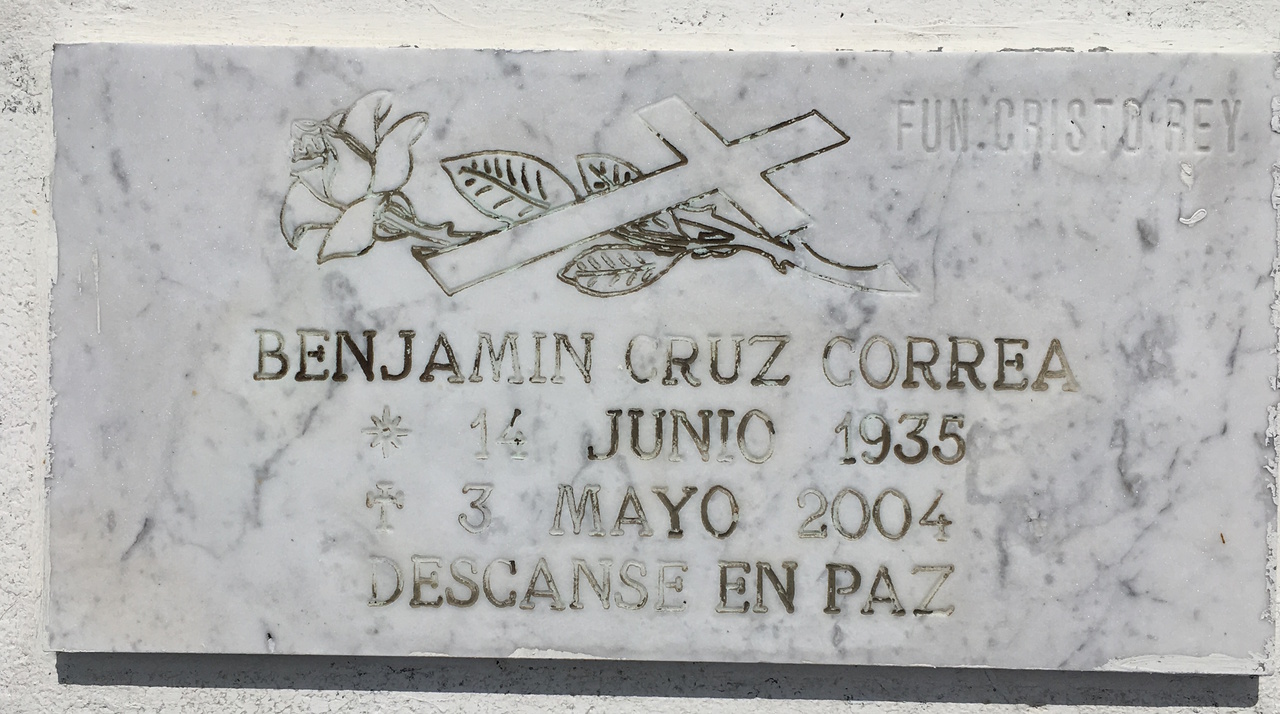 FUN. CRISTO REY
BENJAMIN CRUZ CORREA
14 JUNIO 1935
3 MAYO 2004
DESCANSE EN PAZ